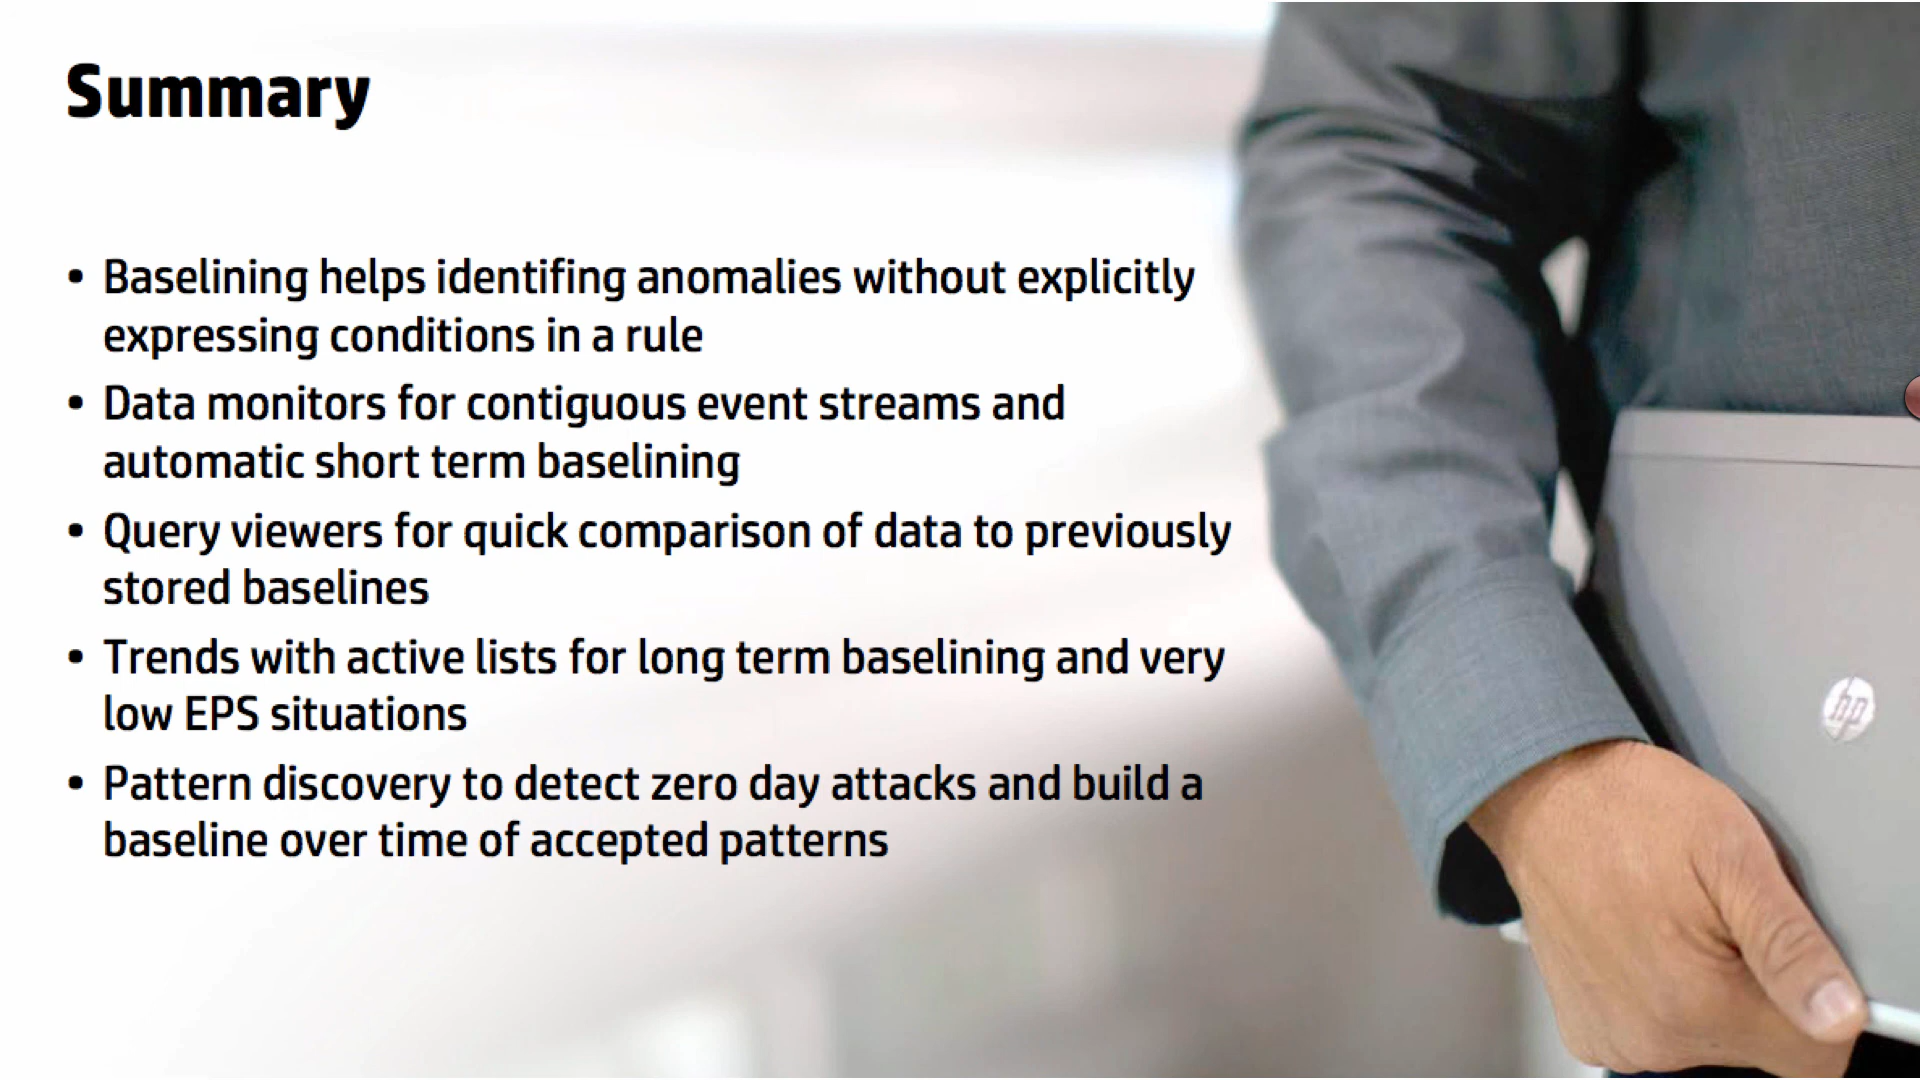 Summary
• Baselining helps identifing anomalies without explicitly
expressing conditions in a rule
• Data monitors for contiguous event streams and
automatic short term baselining
• Query viewers for quick comparison of data to previously
stored baselines
• Trends with active lists for long term baselining and very
low EPS situations
• Pattern discovery to detect zero day attacks and build a
baseline over time of accepted patterns
hp